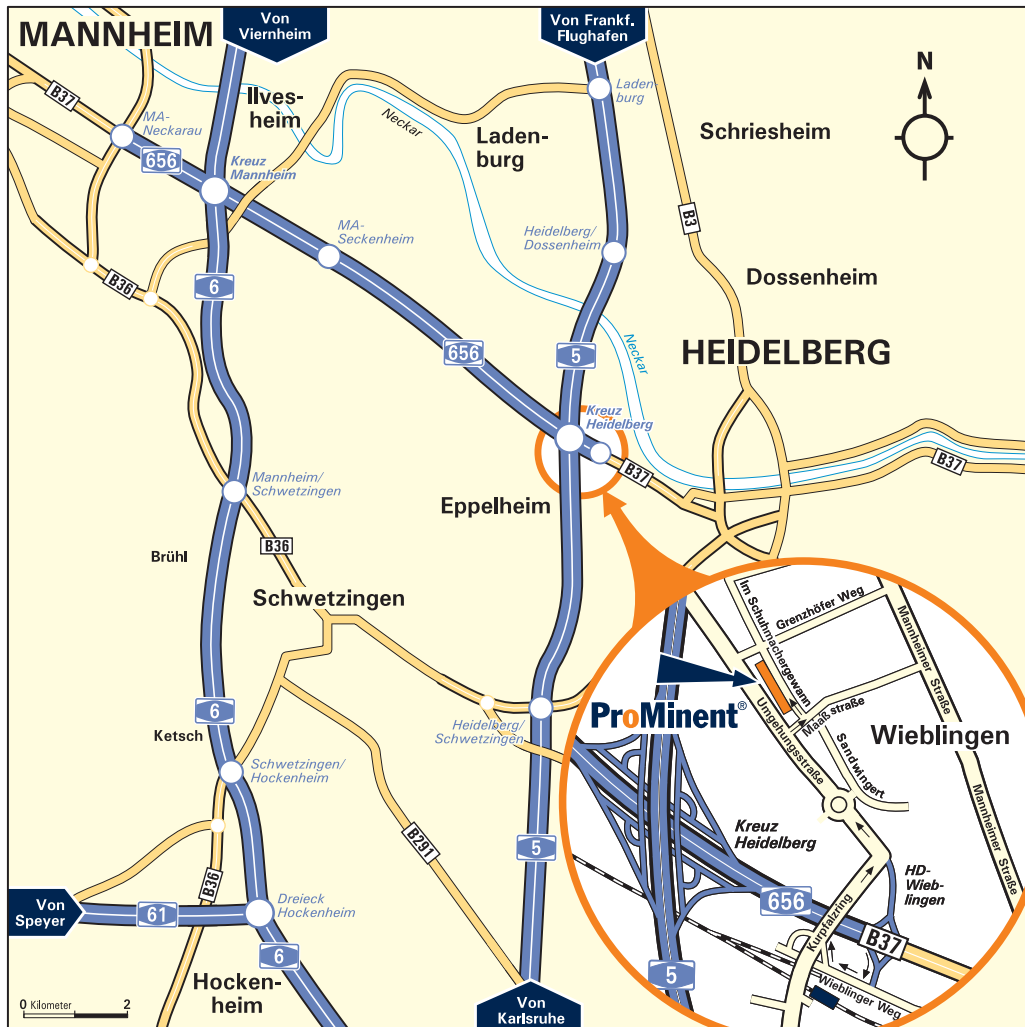 MANNHEIM
Von
Viernheim
Von Frankf.
Flughafen
N
B37
MA-
Neckarau
Ilves-
heim
Neckar
Laden-
burg
Laden-
burg
Schriesheim
656
Kreuz
Mannheim
MA-
Seckenheim
Heidelberg/
Dossenheim
B3
Dossenheim
B36
6
656
5
Neckar
HEIDELBERG
Kreuz
Heidelberg
B37
B37
Mannheim/
Schwetzingen
Eppelheim
Brühl
B36
Schwetzingen
6
Ketsch
Heidelberg/
Schwetzingen
Schwetzingen/
Hockenheim
B291
5
B36
Von
Speyer
61
Dreieck
Hockenheim
6
Hocken-
heim
0 Kilometer 2
Von
Karlsruhe
Im Schuhmachergewann
Grenzhöfer Weg
Mannheimer Straße
5
ProMinent®
Umgehungsstraße
Maaßstraße
Sandwingert
Wieblingen
Mannheimer Straße
Kreuz
Heidelberg
HD-
Wieb-
lingen
656
Kurpfalzring
B37
5
Wieblinger Weg